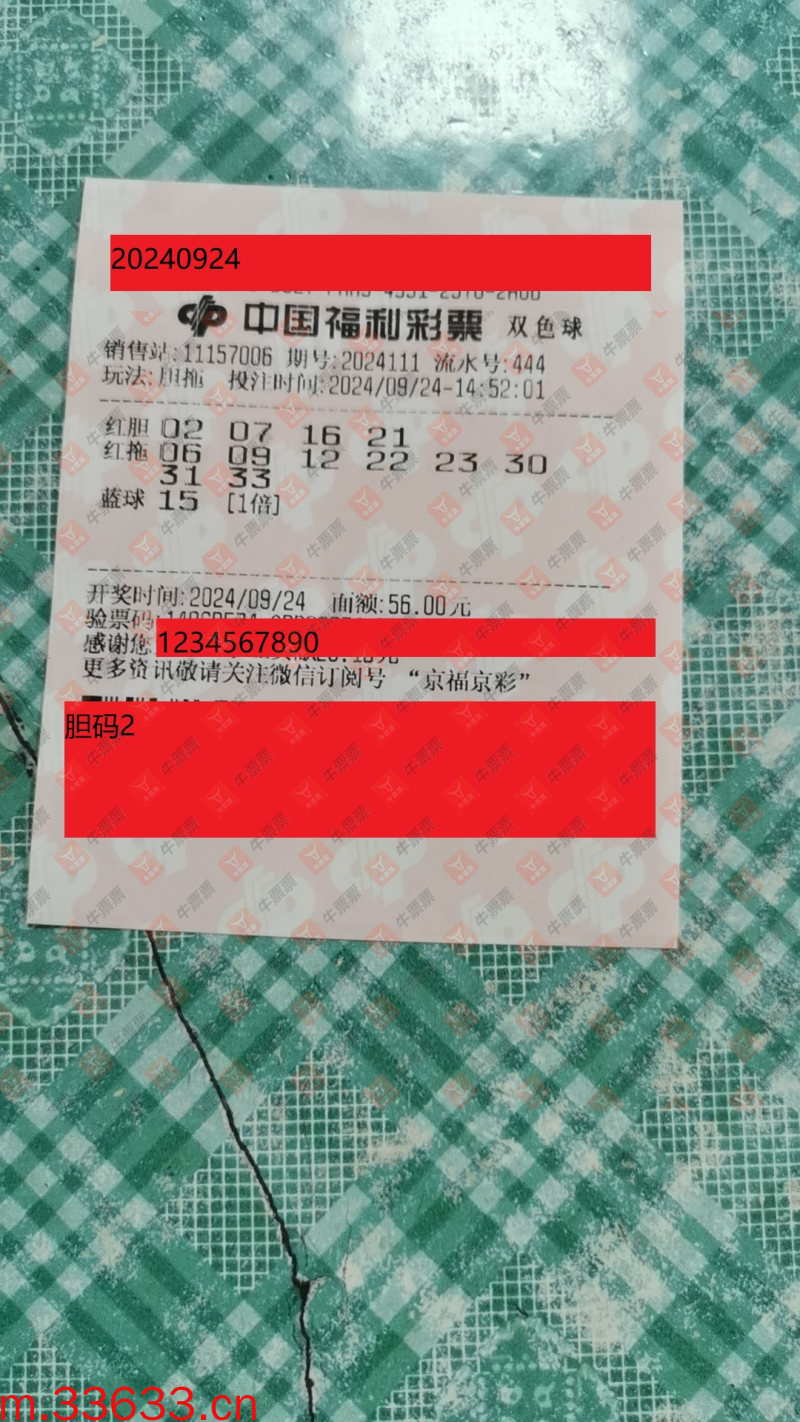 20240924
中国福利彩票 双色球
销售站:11157006 期号:2024111 流水号:444
玩法:胆拖 投注时间:2024/09/24-14:52:01
红胆 02 07 16 21
红拖 06 09 12 22 23 30
31 33
蓝球 15 [1倍]
开奖时间:2024/09/24 面额:56.00元
验票码:
感谢您 1234567890
更多资讯敬请关注微信订阅号 “京福京彩”
胆码2
牛票票
m.33633.cn